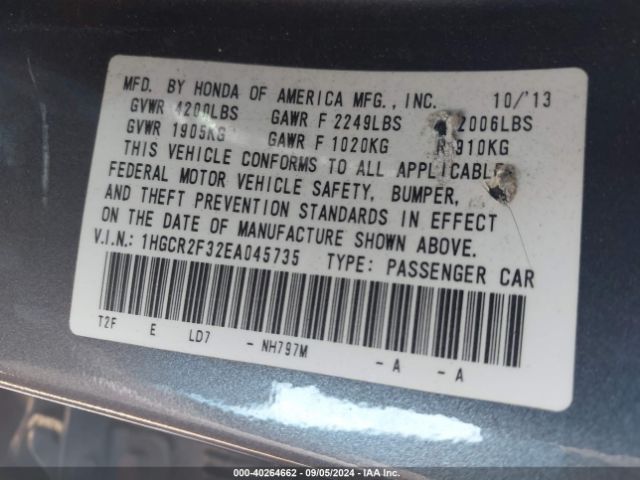 MFD. BY HONDA OF AMERICA MFG., INC. 10/'13
GVWR 4200LBS GAWR F 2249LBS 2006LBS
GVWR 1905KG GAWR F 1020KG R 910KG
THIS VEHICLE CONFORMS TO ALL APPLICABLE
FEDERAL MOTOR VEHICLE SAFETY, BUMPER,
AND THEFT PREVENTION STANDARDS IN EFFECT
ON THE DATE OF MANUFACTURE SHOWN ABOVE.
V.I.N.: 1HGCR2F32EA045735 TYPE: PASSENGER CAR
T2F E LD7 - NH797M - A - A
000-40264662 - 09/05/2024 - IAA Inc.